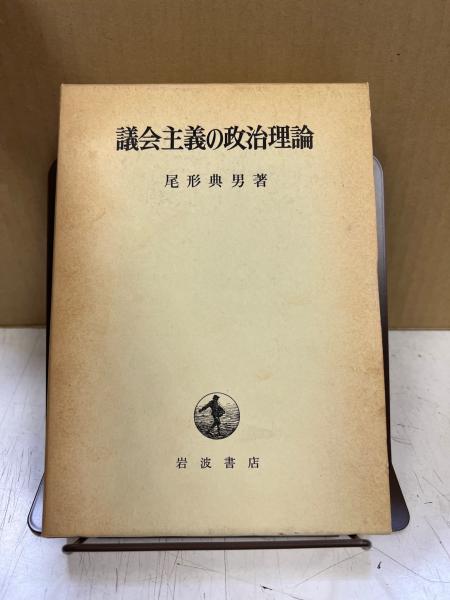 議会主義の政治理論
尾形典男著
岩波書店